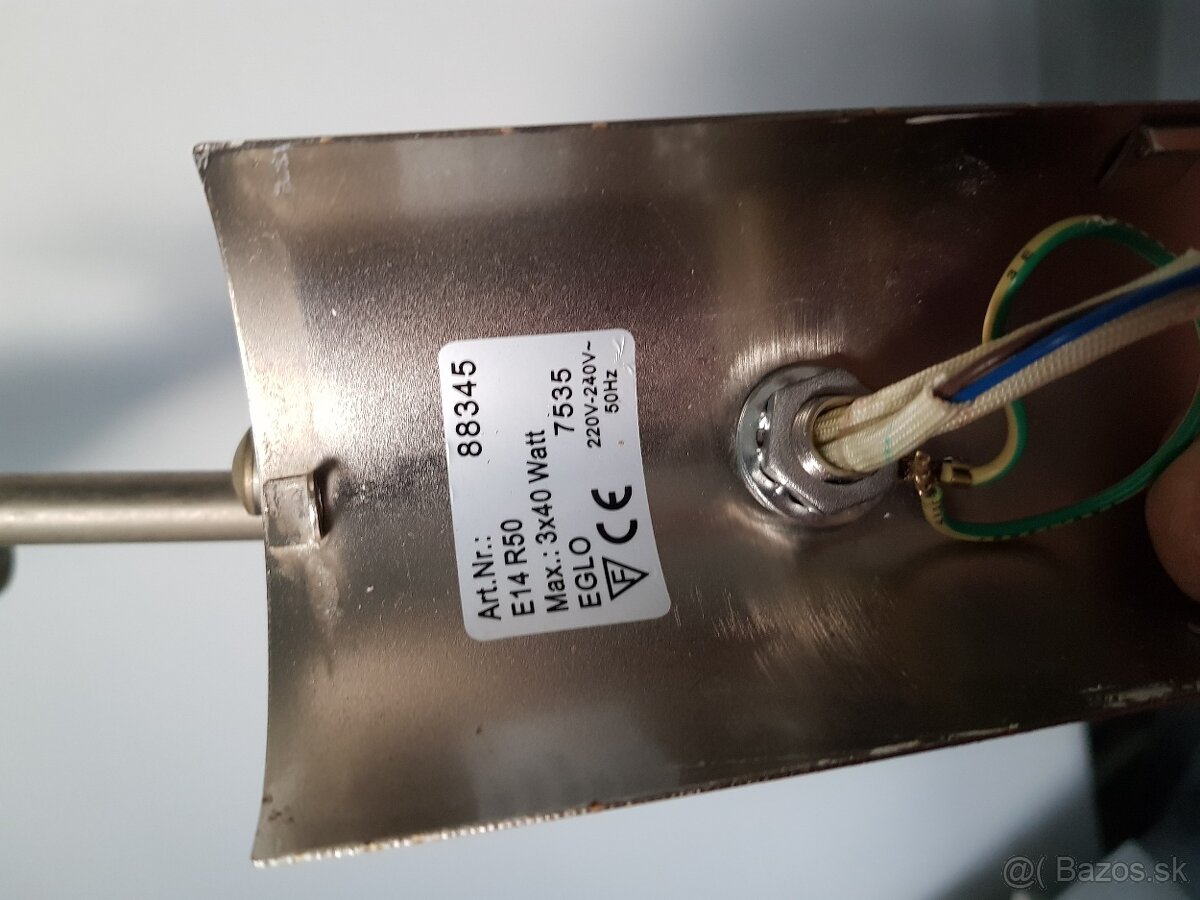 Art.Nr.: 88345
E14 R50
Max.: 3x40 Watt
EGLO 7535
F CE 220V-240V~
50Hz
@( Bazos.sk